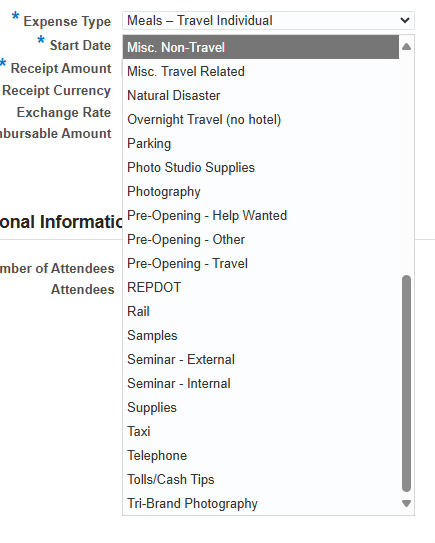 * Expense Type Meals – Travel Individual
* Start Date
* Receipt Amount
Receipt Currency
Exchange Rate
mbursable Amount
onal Informatio
mber of Attendees
Attendees
Misc. Non-Travel
Misc. Travel Related
Natural Disaster
Overnight Travel (no hotel)
Parking
Photo Studio Supplies
Photography
Pre-Opening - Help Wanted
Pre-Opening - Other
Pre-Opening - Travel
REPDOT
Rail
Samples
Seminar - External
Seminar - Internal
Supplies
Taxi
Telephone
Tolls/Cash Tips
Tri-Brand Photography